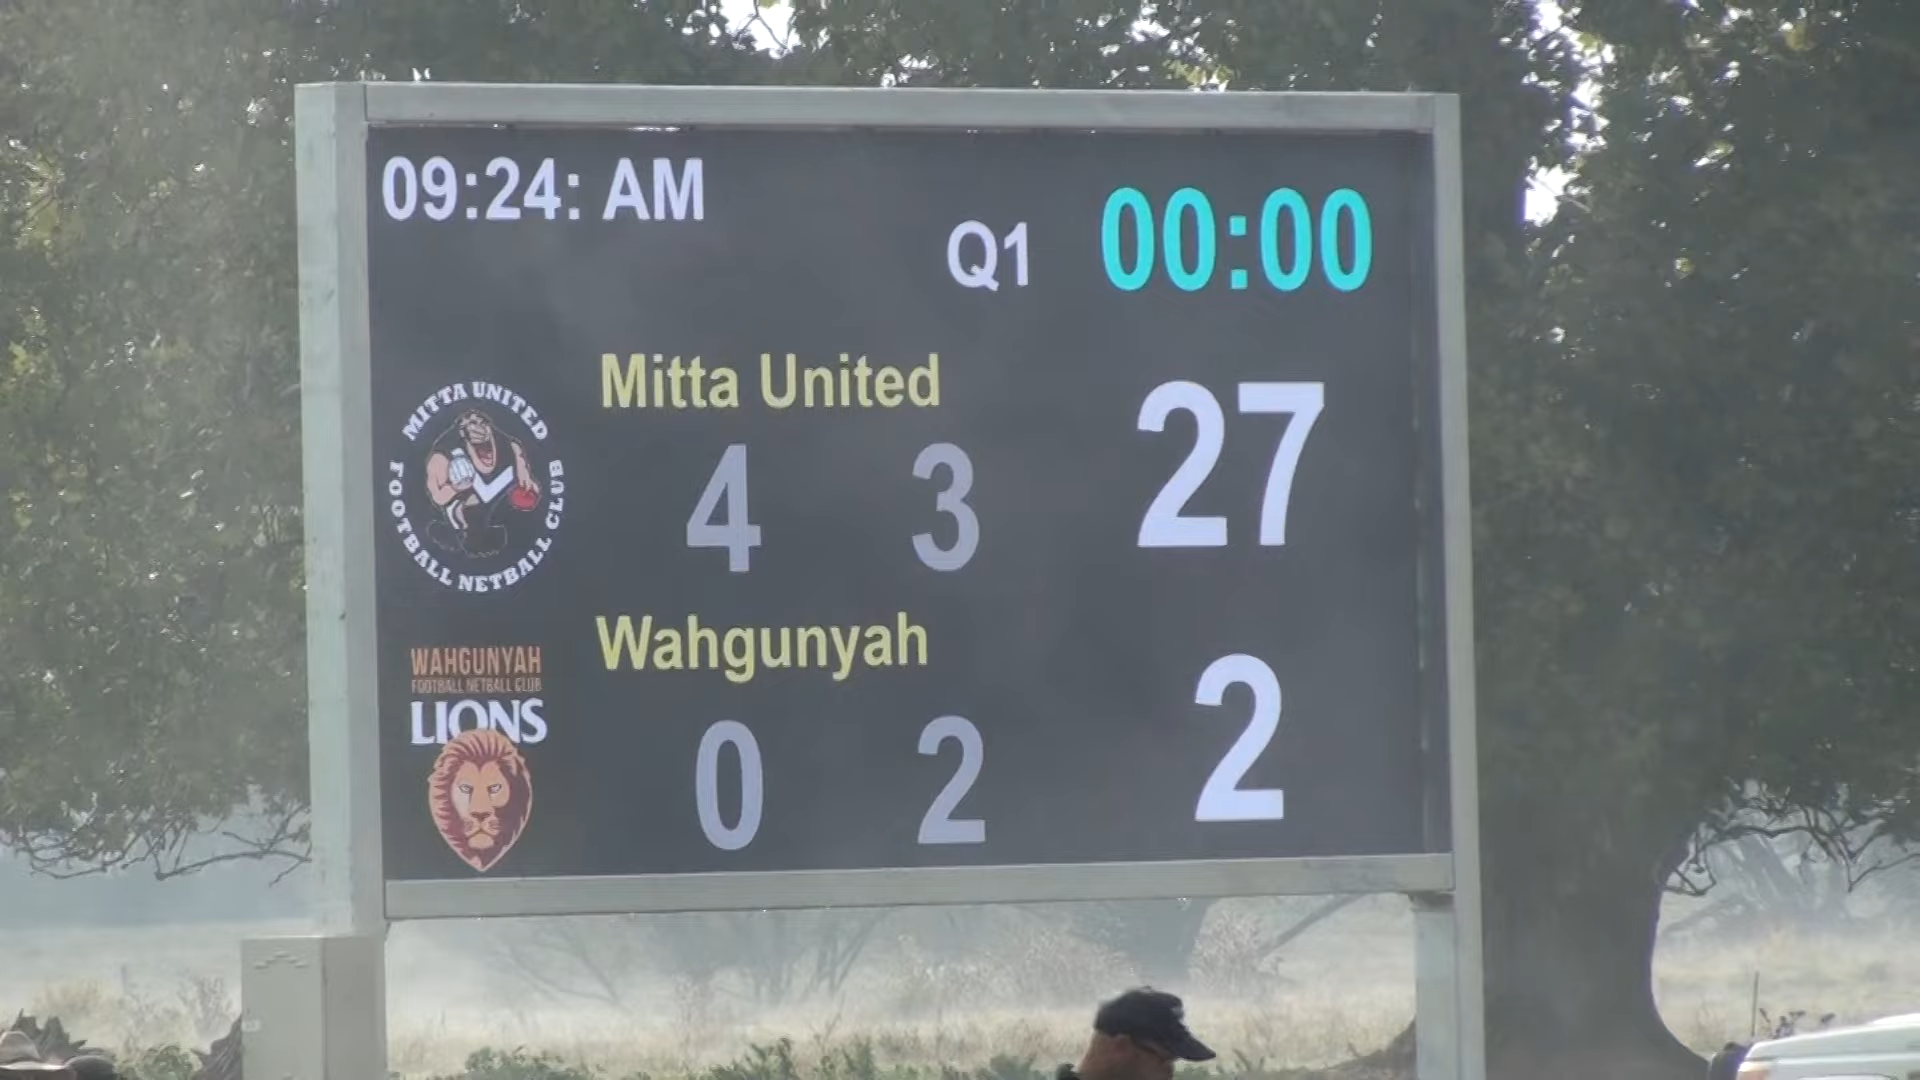 09:24: AM
Q1 00:00
MITTA UNITED
FOOTBALL NETBALL CLUB
Mitta United
4 3 27
WAHGUNYAH
FOOTBALL NETBALL CLUB
LIONS
Wahgunyah
0 2 2